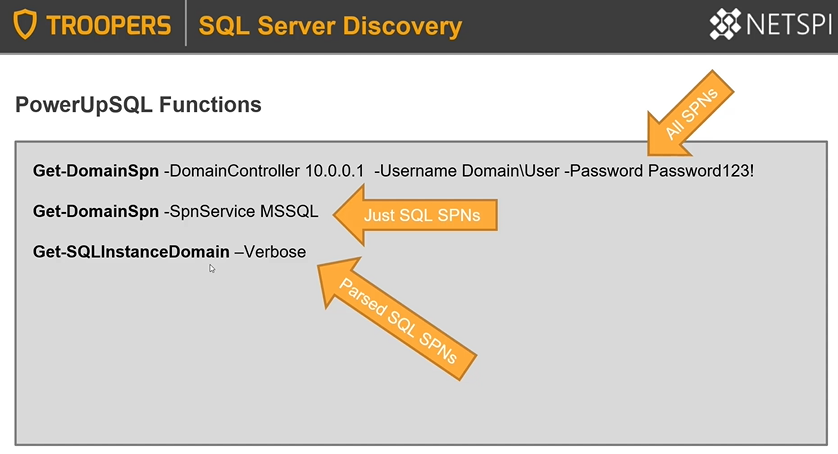 TROOPERS
SQL Server Discovery
NETSPI
PowerUpSQL Functions
All SPNs
Get-DomainSpn -DomainController 10.0.0.1  -Username Domain\User -Password Password123!
Get-DomainSpn -SpnService MSSQL
Just SQL SPNs
Get-SQLInstanceDomain –Verbose
Parsed SQL SPNs